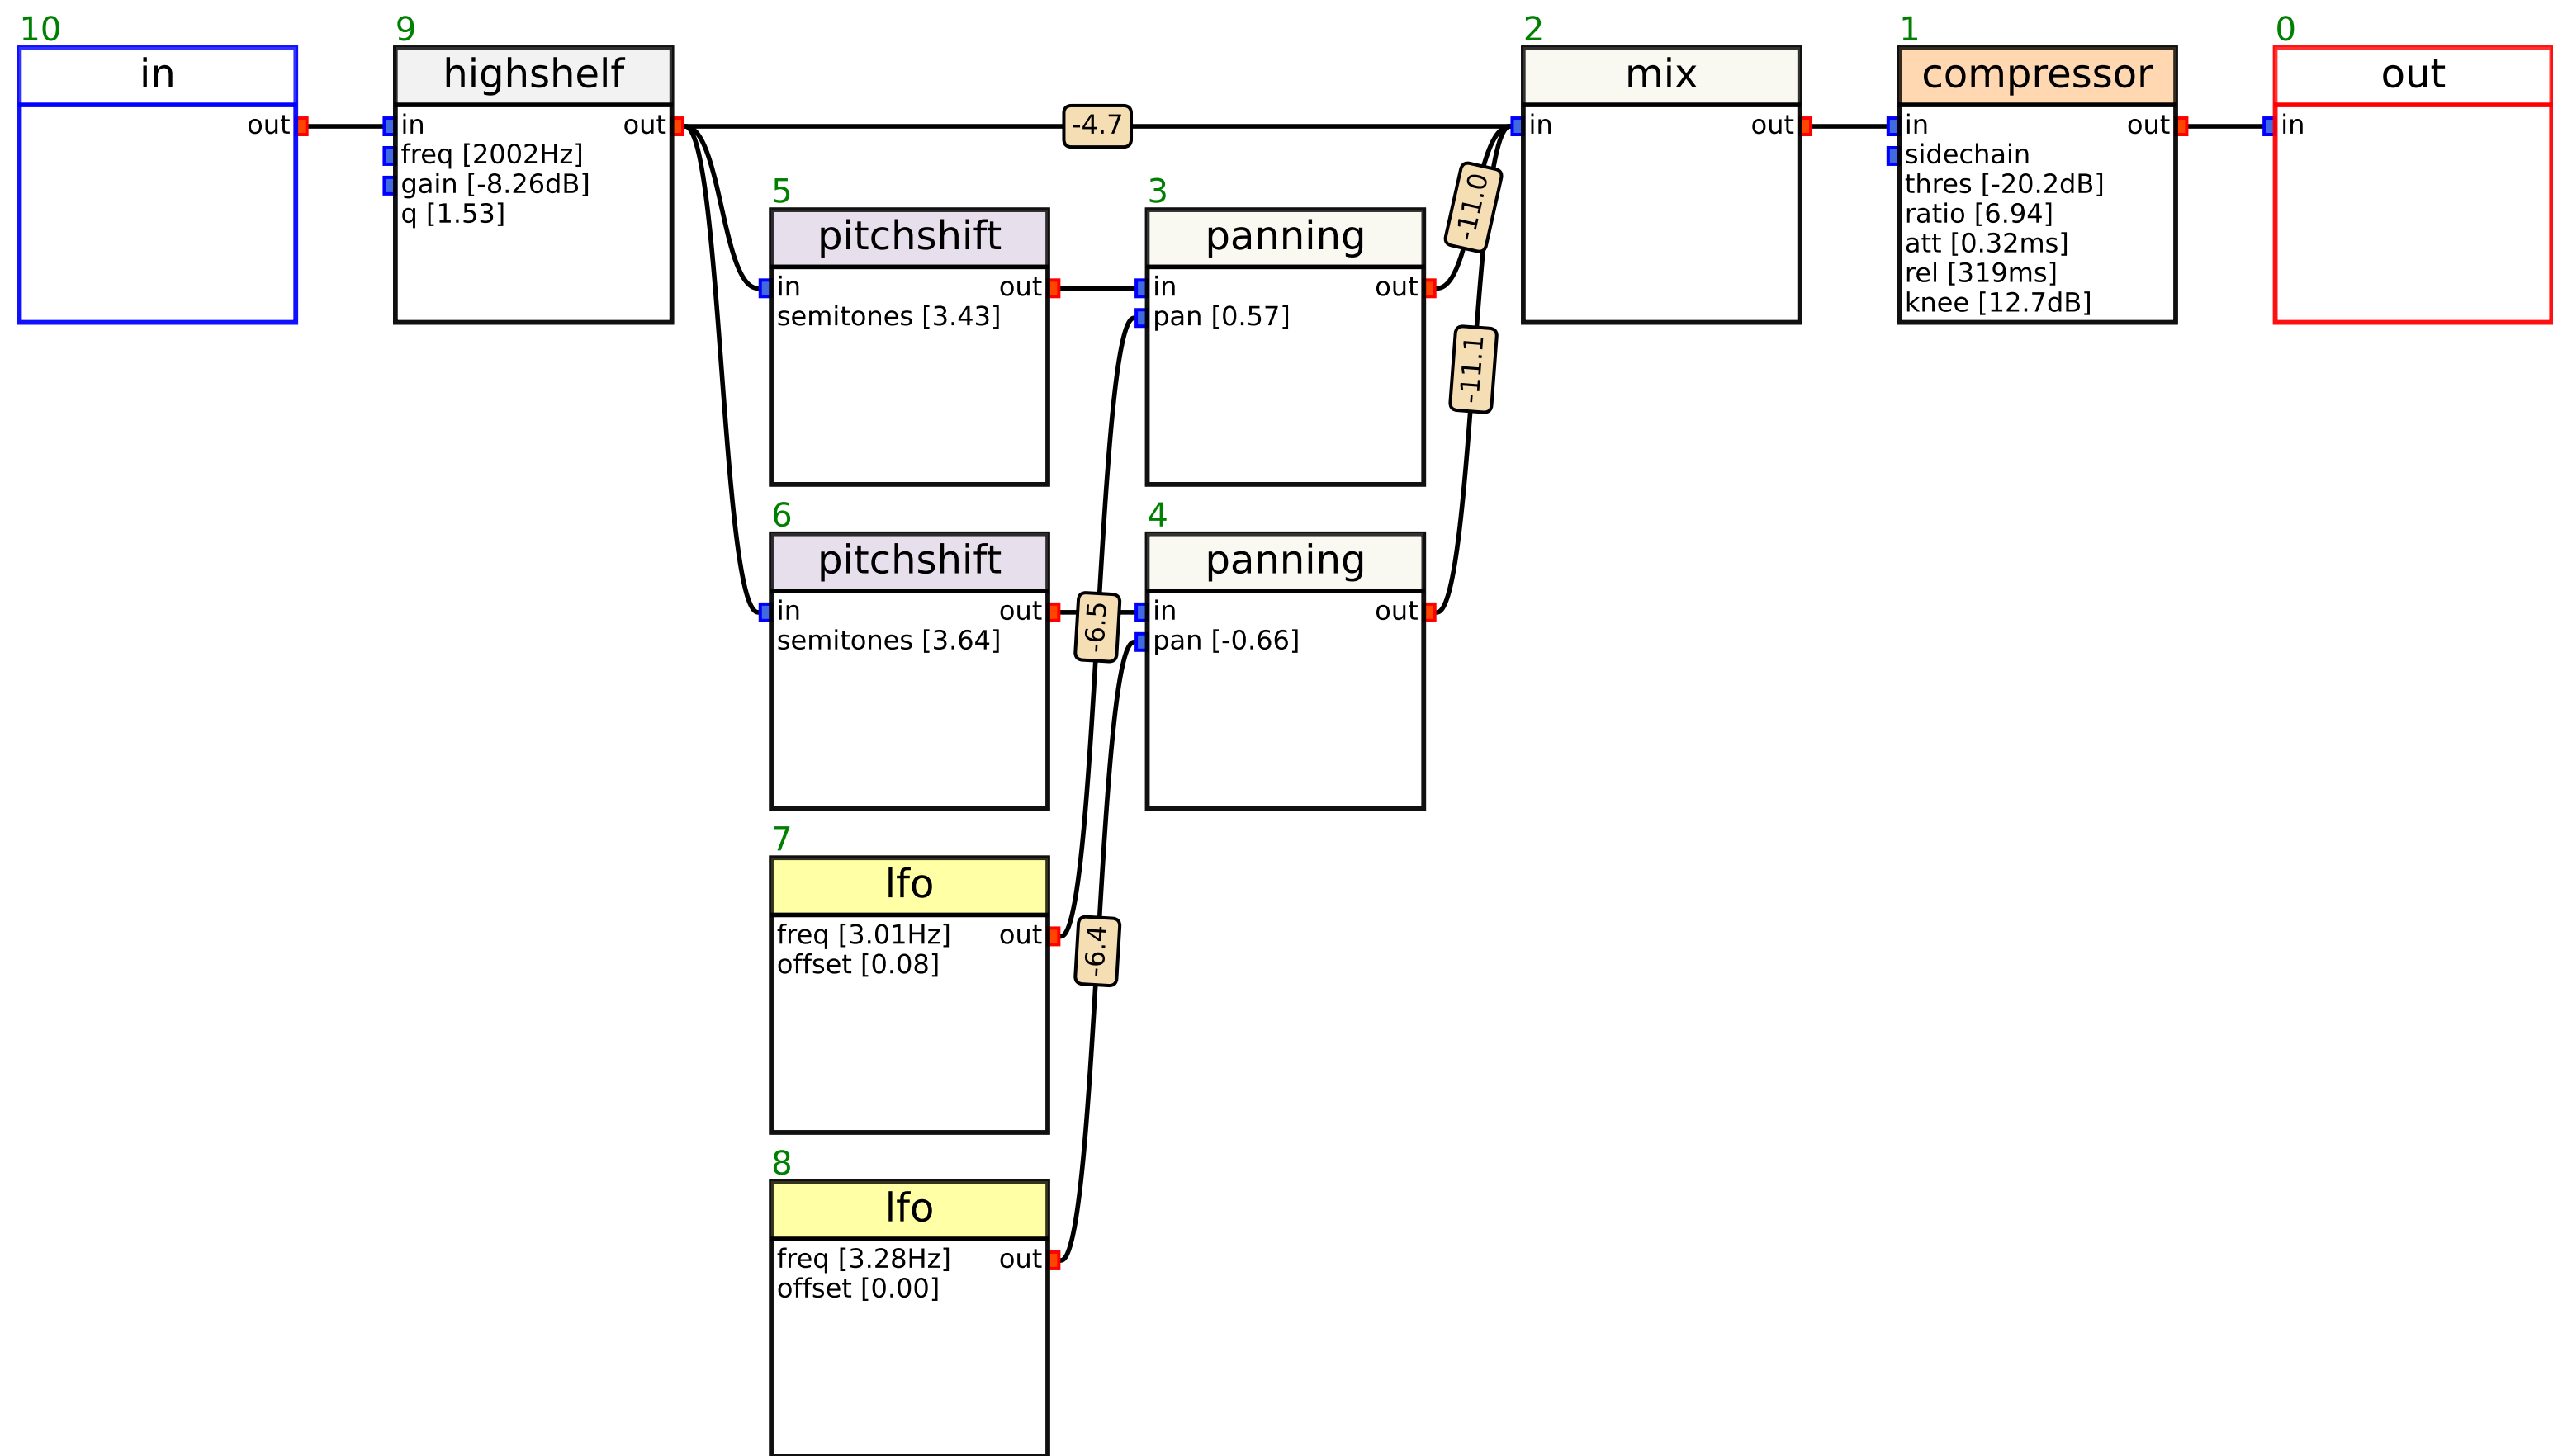 10
in
out
9
highshelf
in out
freq [2002Hz]
gain [-8.26dB]
q [1.53]
-4.7
2
mix
in out
1
compressor
in out
sidechain
thres [-20.2dB]
ratio [6.94]
att [0.32ms]
rel [319ms]
knee [12.7dB]
0
out
in
5
pitchshift
in out
semitones [3.43]
3
panning
in out
pan [0.57]
-11.0
-11.1
6
pitchshift
in out
semitones [3.64]
-6.5
4
panning
in out
pan [-0.66]
7
lfo
freq [3.01Hz] out
offset [0.08]
-6.4
8
lfo
freq [3.28Hz] out
offset [0.00]